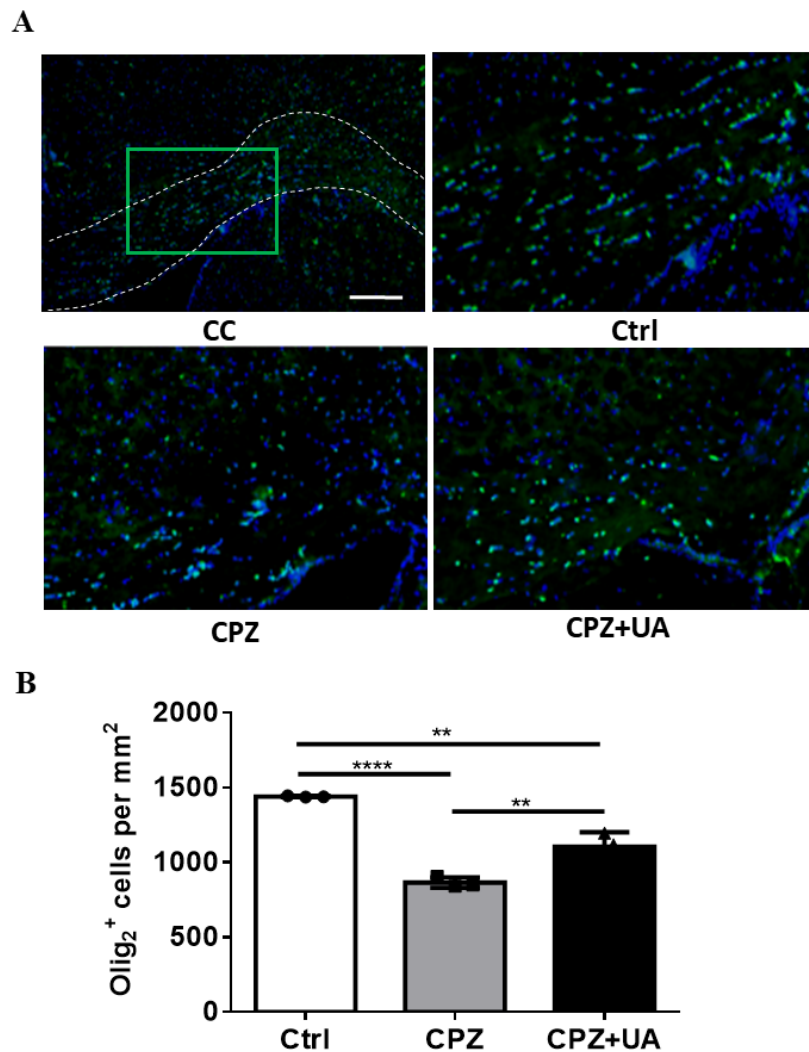 A
CC
Ctrl
CPZ
CPZ+UA
B
Olig₂⁺ cells per mm²
2000
1500
1000
500
0
**
****
**
Ctrl
CPZ
CPZ+UA